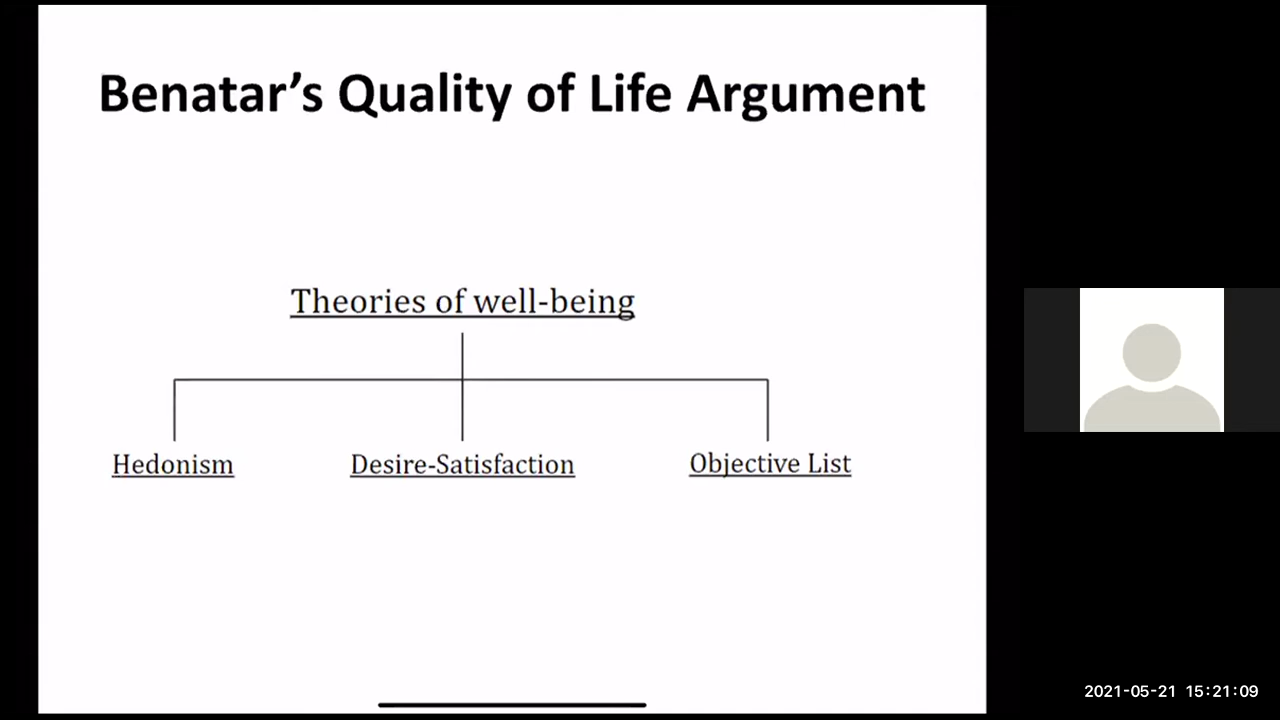 Benatar’s Quality of Life Argument
Theories of well-being
Hedonism
Desire-Satisfaction
Objective List
2021-05-21 15:21:09